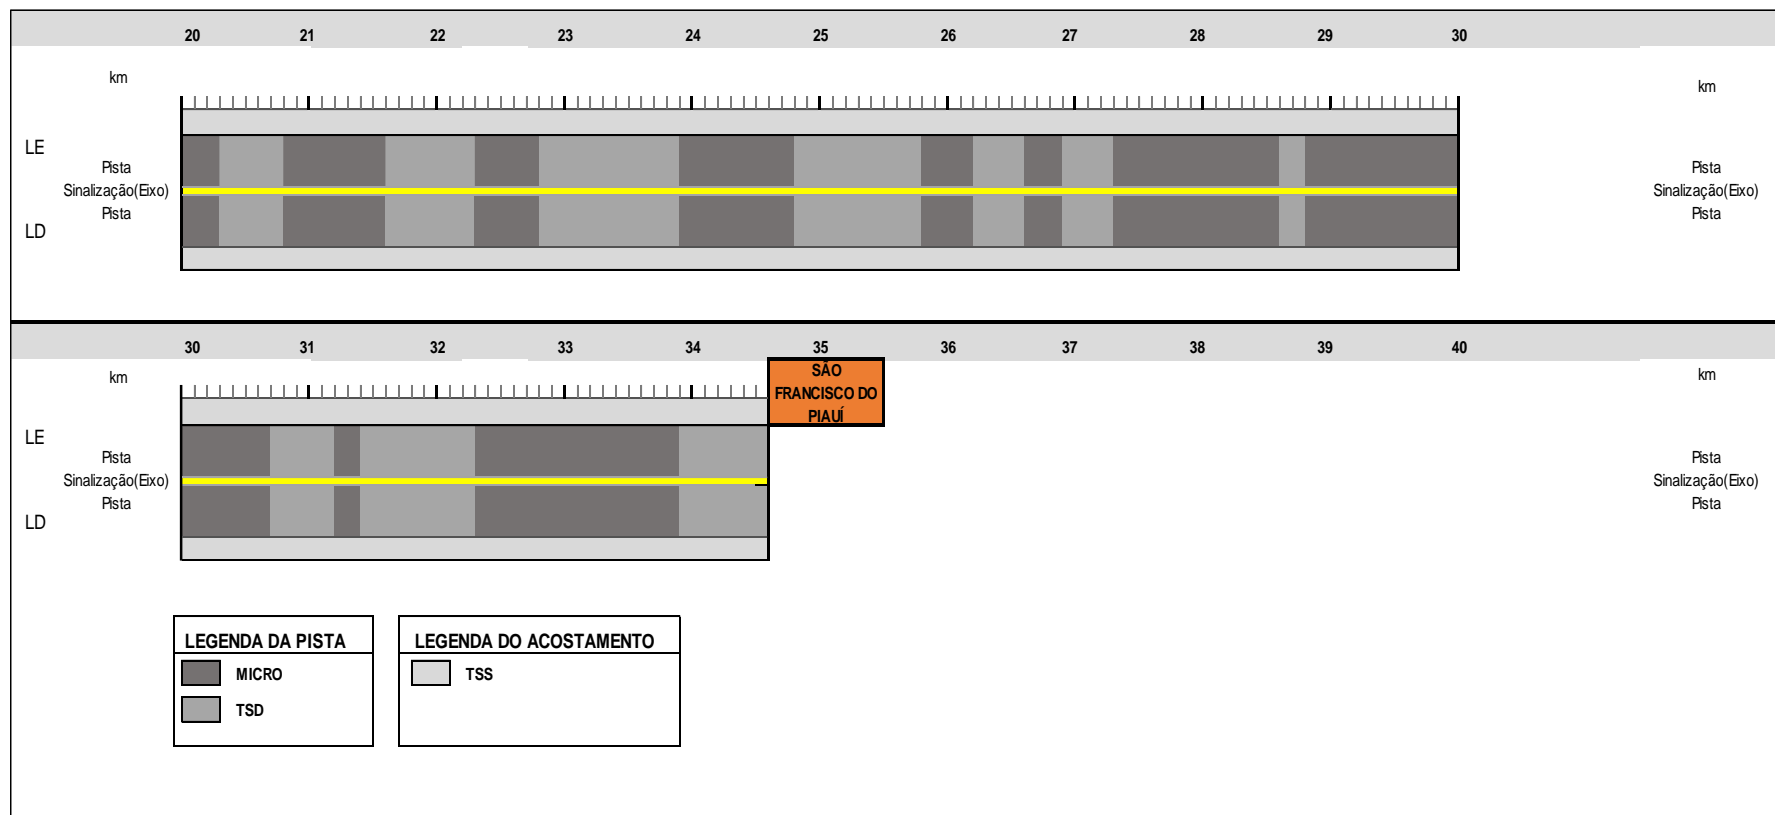 20 21 22 23 24 25 26 27 28 29 30
km km
LE
Pista Pista
Sinalização(Eixo) Sinalização(Eixo)
Pista Pista
LD
30 31 32 33 34 35 36 37 38 39 40
SÃO
FRANCISCO DO
PIAUÍ
km km
LE
Pista Pista
Sinalização(Eixo) Sinalização(Eixo)
Pista Pista
LD
LEGENDA DA PISTA
MICRO
TSD
LEGENDA DO ACOSTAMENTO
TSS